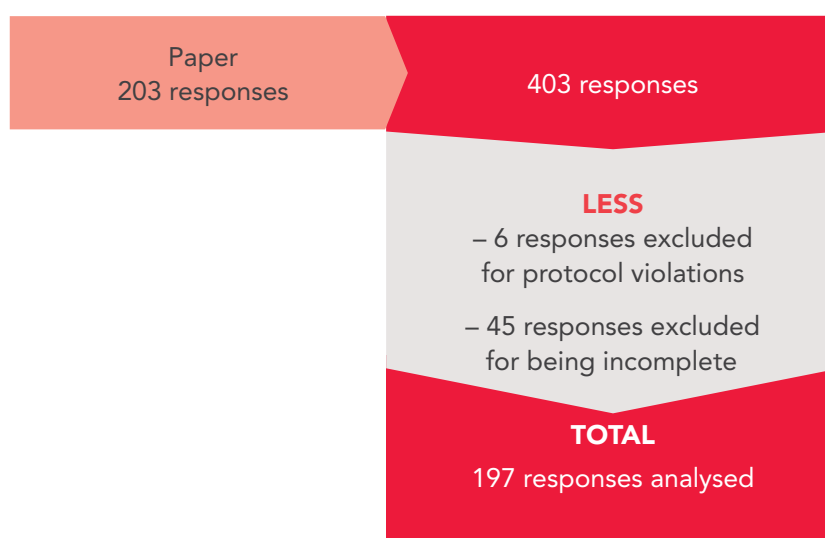 Paper
203 responses
403 responses
LESS
– 6 responses excluded
for protocol violations
– 45 responses excluded
for being incomplete
TOTAL
197 responses analysed